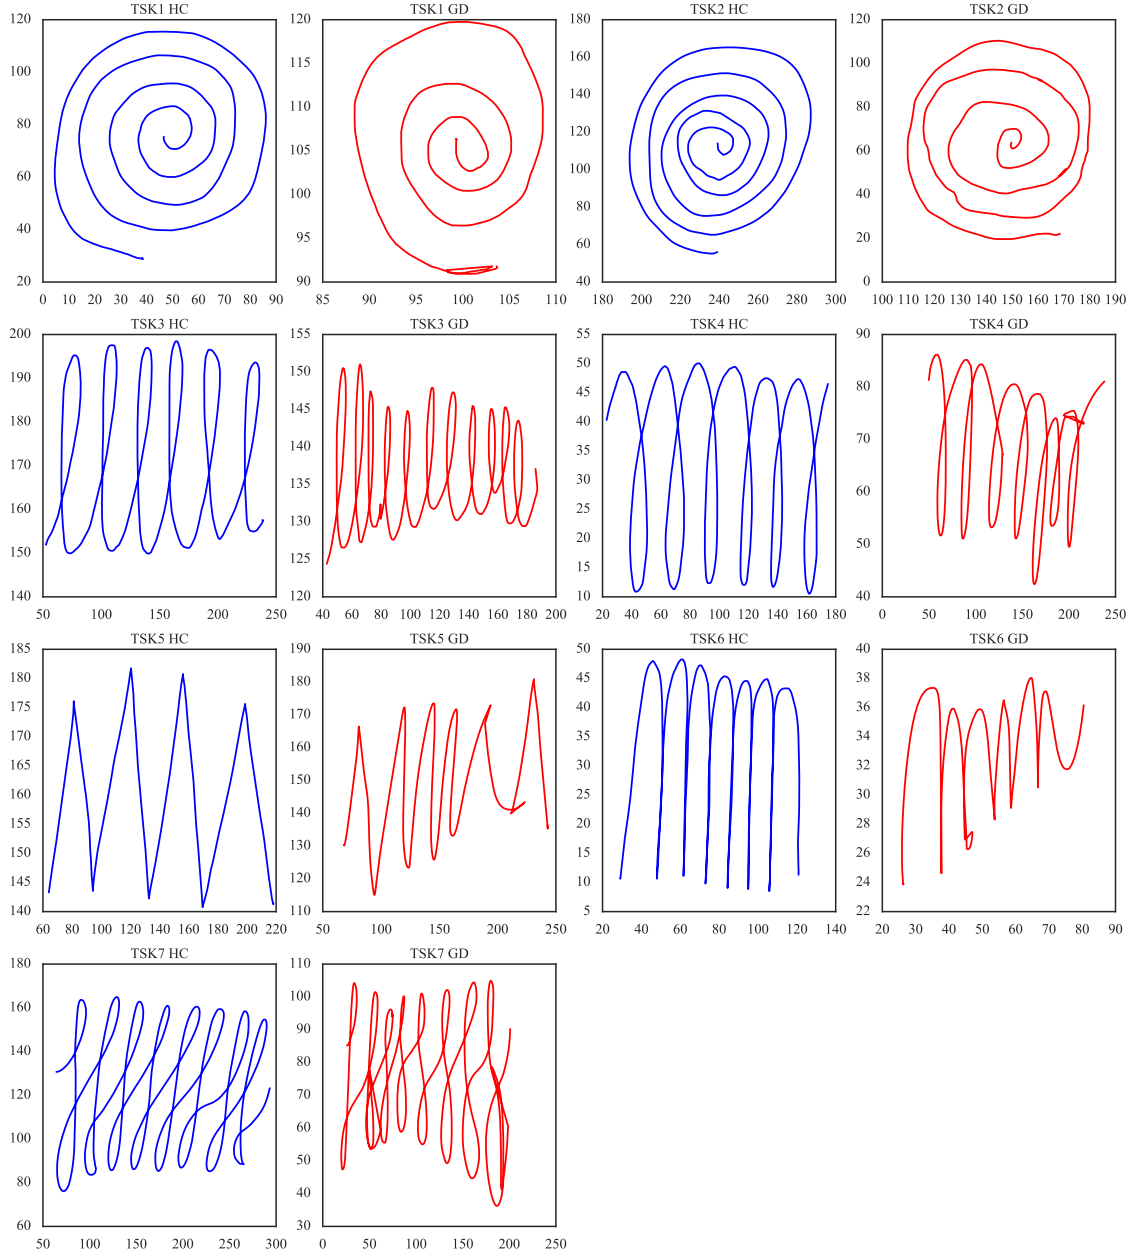 TSK1 HC TSK1 GD TSK2 HC TSK2 GD
120 120 180 120
100 115 160 100
80 110 140 80
60 105 120 60
40 100 100 40
20 95 80 20
90 60 0
40
0 10 20 30 40 50 60 70 80 90 85 90 95 100 105 110 180 200 220 240 260 280 300 100 110 120 130 140 150 160 170 180 190
TSK3 HC TSK3 GD TSK4 HC TSK4 GD
200 155 55 90
190 150 50 80
180 145 45 70
170 140 40 60
160 135 35 50
150 130 30 40
140 125 25
120 20
15
10
50 100 150 200 250 40 60 80 100 120 140 160 180 200 20 40 60 80 100 120 140 160 180 0 50 100 150 200 250
TSK5 HC TSK5 GD TSK6 HC TSK6 GD
185 190 50 40
180 180 45 38
175 170 40 36
170 160 35 34
165 150 30 32
160 140 25 30
155 130 20 28
150 120 15 26
145 110 10 24
140 5 22
60 80 100 120 140 160 180 200 220 50 100 150 200 250 20 40 60 80 100 120 140 20 30 40 50 60 70 80 90
TSK7 HC TSK7 GD
180 110
160 100
140 90
120 80
100 70
80 60
60 50
40
30
50 100 150 200 250 300 0 50 100 150 200 250